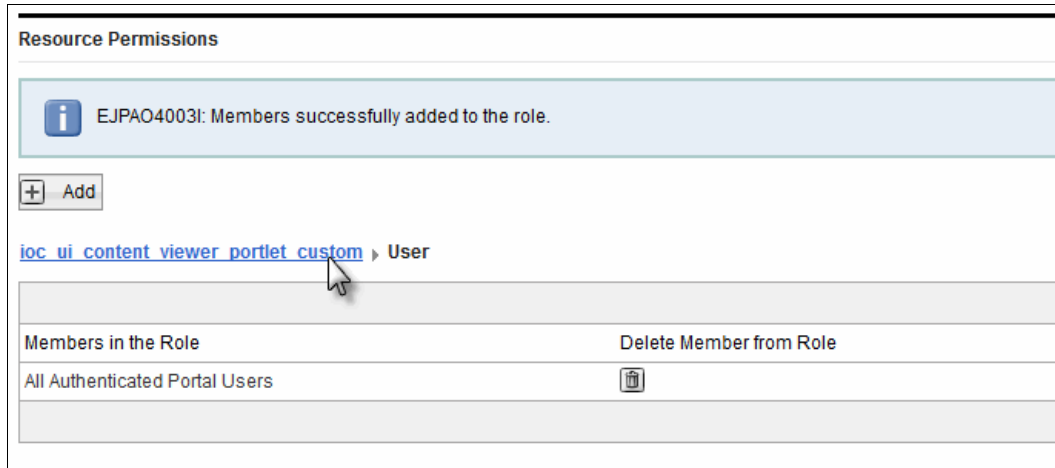 Resource Permissions
EJPAO4003I: Members successfully added to the role.
Add
ioc_ui_content_viewer_portlet_custom User
Members in the Role Delete Member from Role
All Authenticated Portal Users